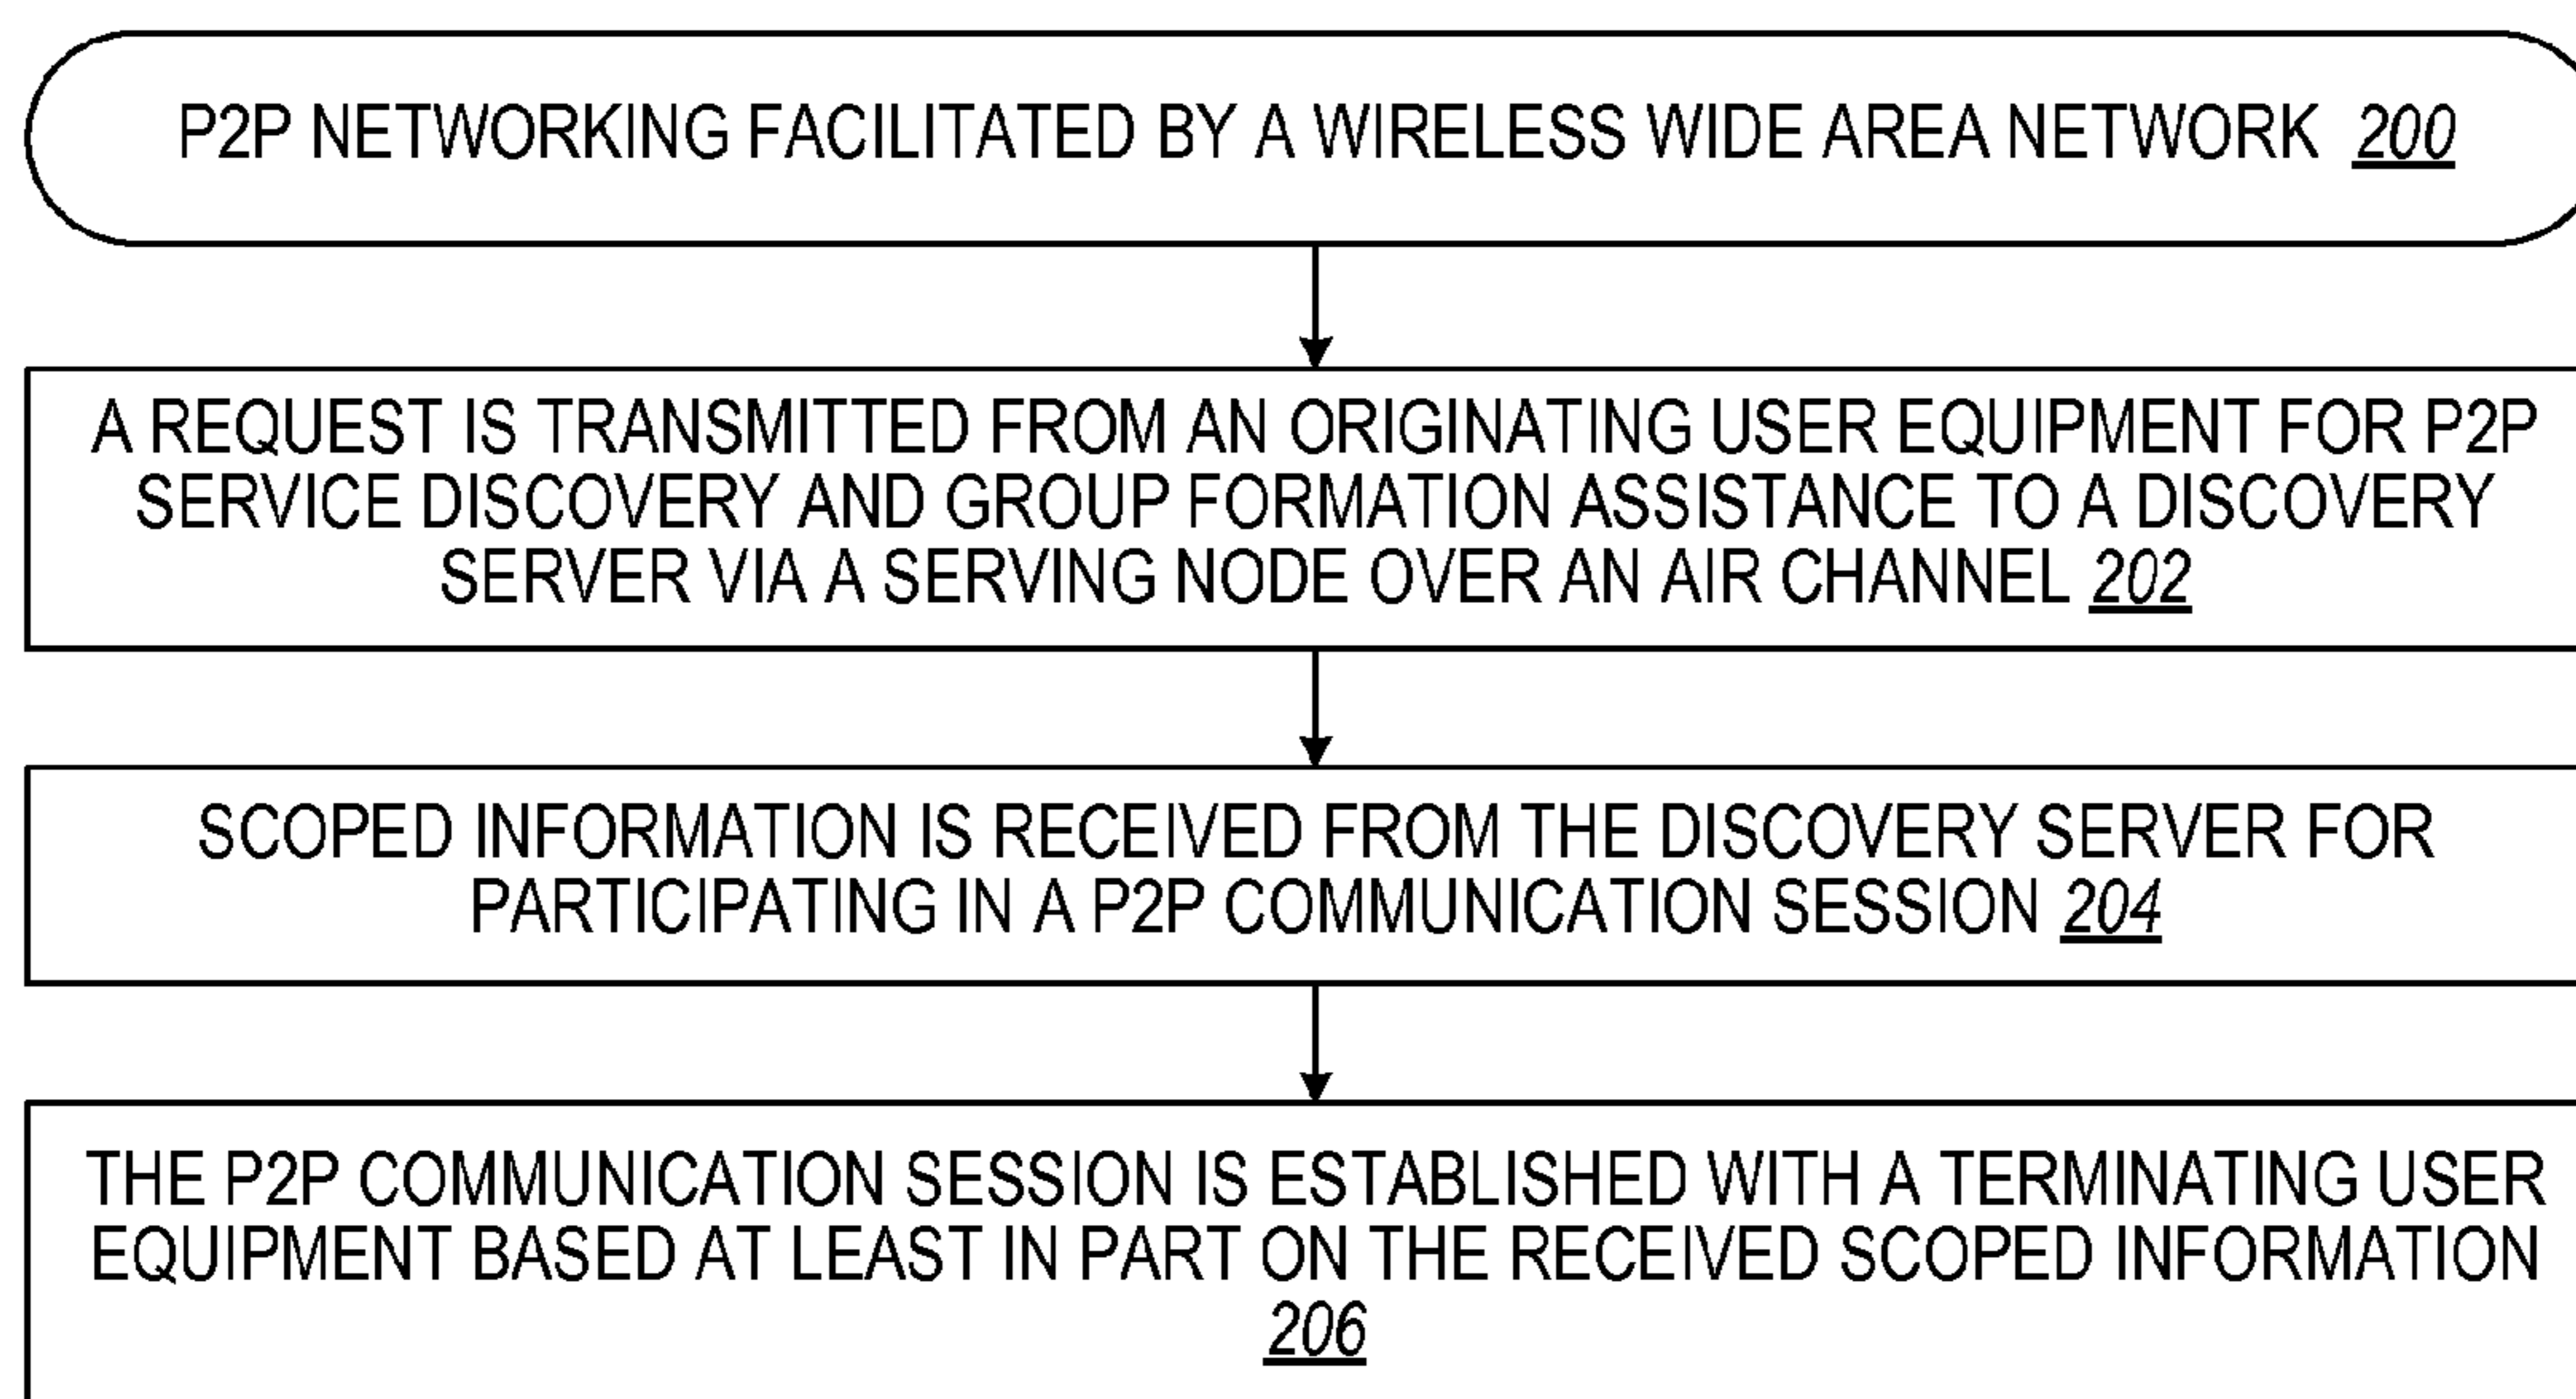 P2P NETWORKING FACILITATED BY A WIRELESS WIDE AREA NETWORK 200
A REQUEST IS TRANSMITTED FROM AN ORIGINATING USER EQUIPMENT FOR P2P
SERVICE DISCOVERY AND GROUP FORMATION ASSISTANCE TO A DISCOVERY
SERVER VIA A SERVING NODE OVER AN AIR CHANNEL 202
SCOPED INFORMATION IS RECEIVED FROM THE DISCOVERY SERVER FOR
PARTICIPATING IN A P2P COMMUNICATION SESSION 204
THE P2P COMMUNICATION SESSION IS ESTABLISHED WITH A TERMINATING USER
EQUIPMENT BASED AT LEAST IN PART ON THE RECEIVED SCOPED INFORMATION
206